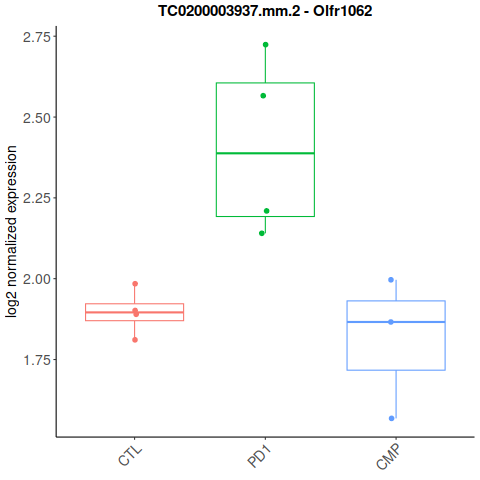 TC0200003937.mm.2 - Olfr1062
log2 normalized expression
2.75
2.50
2.25
2.00
1.75
CTL
PD1
CMP